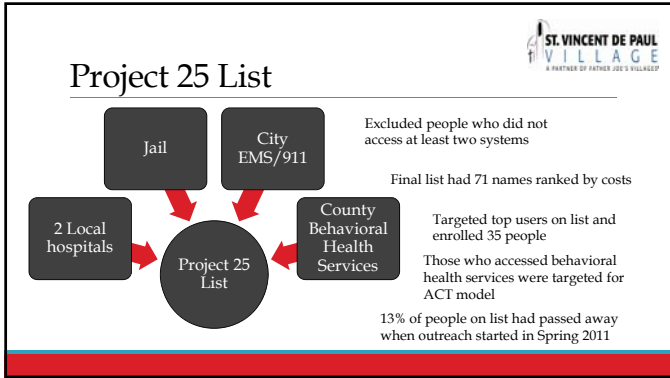 ST. VINCENT DE PAUL
VILLAGE
A PARTNER OF FATHER JOE'S VILLAGES
Project 25 List
Jail
City
EMS/911
2 Local
hospitals
County
Behavioral
Health
Services
Project 25
List
Excluded people who did not
access at least two systems
Final list had 71 names ranked by costs
Targeted top users on list and
enrolled 35 people
Those who accessed behavioral
health services were targeted for
ACT model
13% of people on list had passed away
when outreach started in Spring 2011